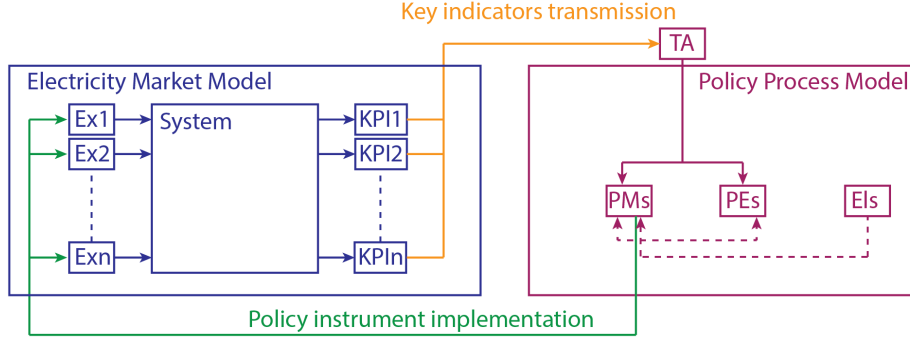 Key indicators transmission
TA
Electricity Market Model
Policy Process Model
Ex1
System
KPI1
Ex2
KPI2
PMs
PEs
EIs
Exn
KPIn
Policy instrument implementation